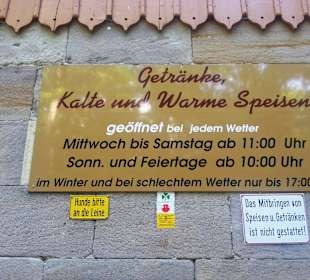 Getränke,
Kalte und Warme Speisen
geöffnet bei jedem Wetter
Mittwoch bis Samstag ab 11:00 Uhr
Sonn. und Feiertage ab 10:00 Uhr
im Winter und bei schlechtem Wetter nur bis 17:00
Hunde bitte
an die Leine
Das Mitbringen von
Speisen u. Getränken
ist nicht gestattet!